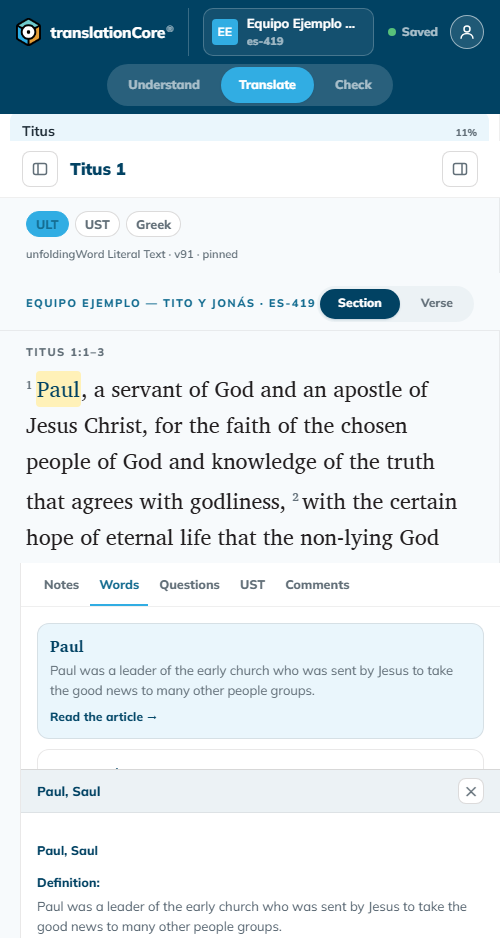 translationCore®
EE
Equipo Ejemplo ...
es-419
Saved
Understand
Translate
Check
Titus
11%
Titus 1
ULT
UST
Greek
unfoldingWord Literal Text · v91 · pinned
EQUIPO EJEMPLO — TITO Y JONÁS · ES-419
Section
Verse
TITUS 1:1–3
1 Paul, a servant of God and an apostle of
Jesus Christ, for the faith of the chosen
people of God and knowledge of the truth
that agrees with godliness, 2 with the certain
hope of eternal life that the non-lying God
Notes
Words
Questions
UST
Comments
Paul
Paul was a leader of the early church who was sent by Jesus to take
the good news to many other people groups.
Read the article →
Paul, Saul
Paul, Saul
Definition:
Paul was a leader of the early church who was sent by Jesus to take the
good news to many other people groups.